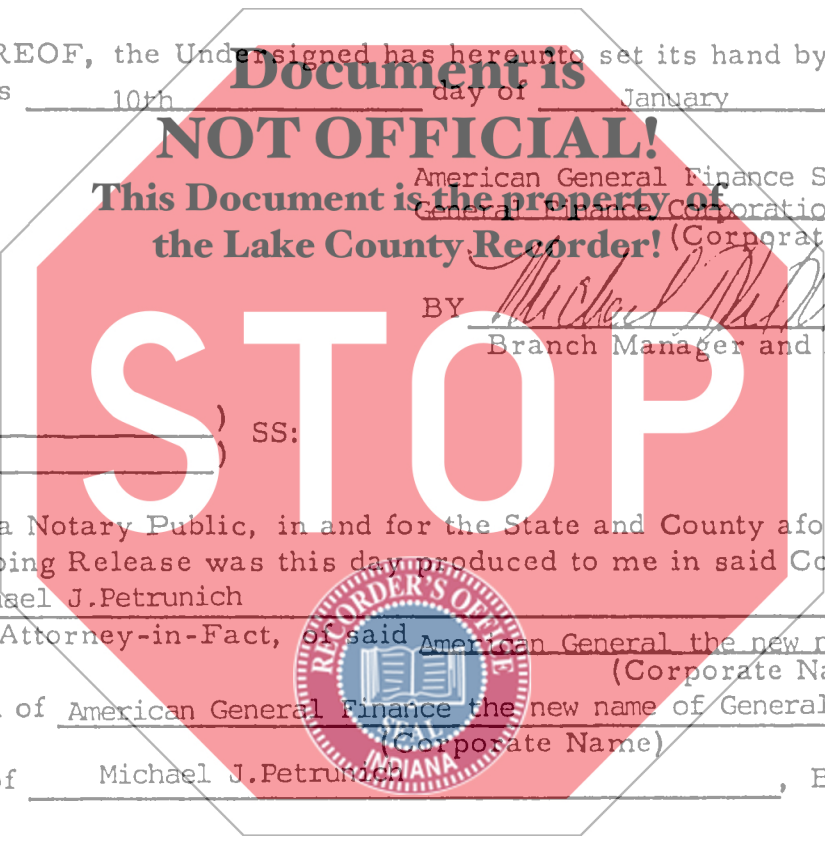 REOF, the Undersigned has hereunto set its hand by
Document is
s 10th day of January
NOT OFFICIAL!
American General Finance S
This Document is the property of
General Finance Corporatio
the Lake County Recorder!
(Corporat
BY Michael
Branch Manager and
STOP
) SS:
)
a Notary Public, in and for the State and County afo
oing Release was this day produced to me in said Co
hael J.Petrunich
Attorney-in-Fact, of said American General the new n
(Corporate Na
of American General Finance the new name of General
(Corporate Name)
of Michael J.Petrunich, B
RECORDER'S OFFICE
SEAL
INDIANA